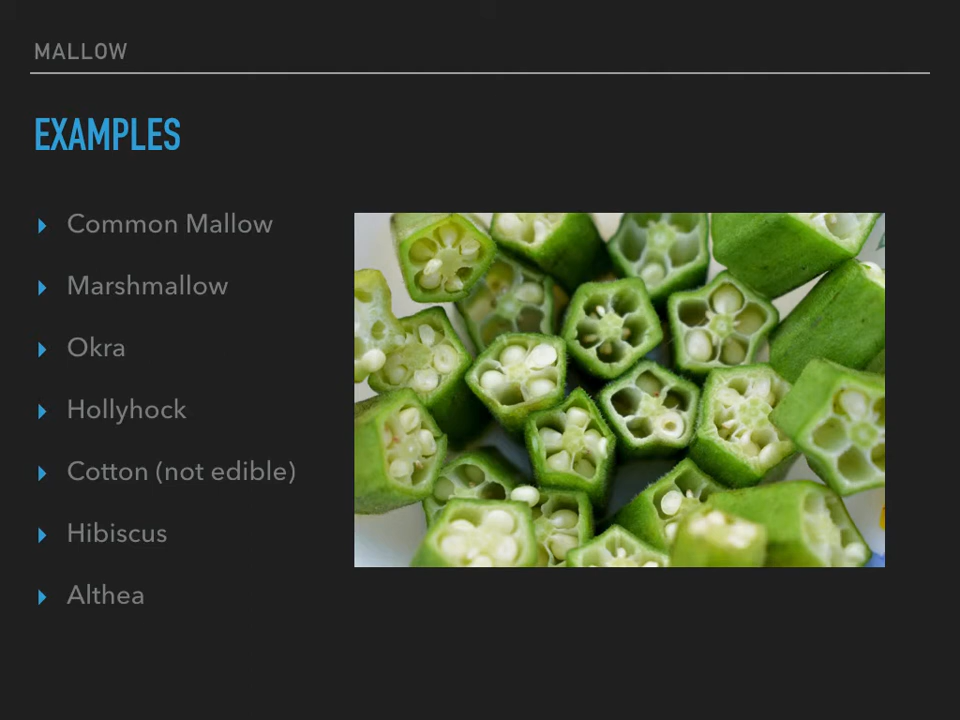 MALLOW
EXAMPLES
Common Mallow
Marshmallow
Okra
Hollyhock
Cotton (not edible)
Hibiscus
Althea